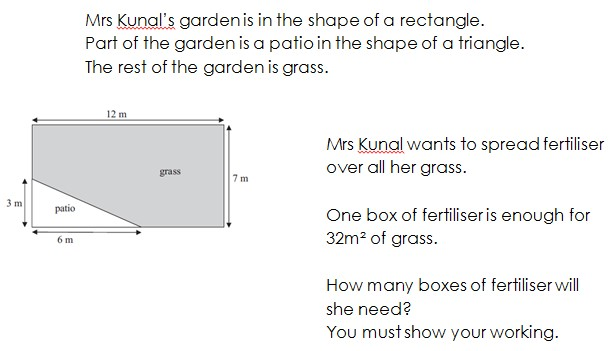 Mrs Kunal's garden is in the shape of a rectangle.
Part of the garden is a patio in the shape of a triangle.
The rest of the garden is grass.
12 m
grass
7 m
3 m
patio
6 m
Mrs Kunal wants to spread fertiliser
over all her grass.
One box of fertiliser is enough for
32m² of grass.
How many boxes of fertiliser will
she need?
You must show your working.